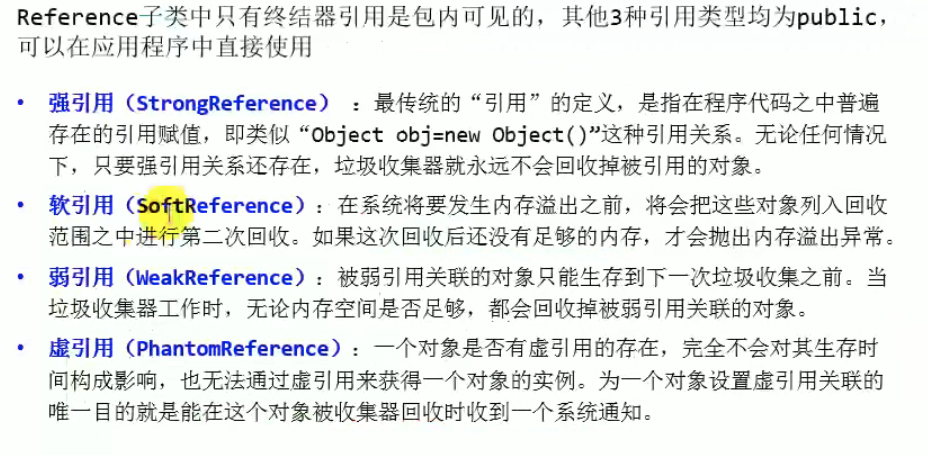 Reference子类中只有终结器引用是包内可见的，其他3种引用类型均为public，
可以在应用程序中直接使用
• 强引用（StrongReference） ：最传统的“引用”的定义，是指在程序代码之中普遍
存在的引用赋值，即类似“Object obj=new Object()”这种引用关系。无论任何情况
下，只要强引用关系还存在，垃圾收集器就永远不会回收掉被引用的对象。
• 软引用（SoftReference）：在系统将要发生内存溢出之前，将会把这些对象列入回收
范围之中进行第二次回收。如果这次回收后还没有足够的内存，才会抛出内存溢出异常。
• 弱引用（WeakReference）：被弱引用关联的对象只能生存到下一次垃圾收集之前。当
垃圾收集器工作时，无论内存空间是否足够，都会回收掉被弱引用关联的对象。
• 虚引用（PhantomReference）：一个对象是否有虚引用的存在，完全不会对其生存时
间构成影响，也无法通过虚引用来获得一个对象的实例。为一个对象设置虚引用关联的
唯一目的就是能在这个对象被收集器回收时收到一个系统通知。